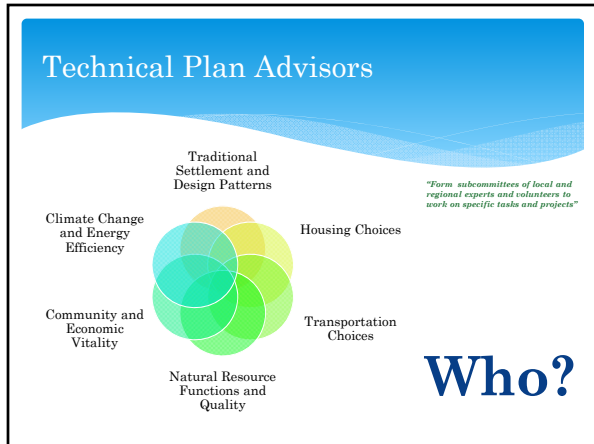 Technical Plan Advisors
Traditional
Settlement and
Design Patterns
"Form subcommittees of local and
regional experts and volunteers to
work on specific tasks and projects"
Climate Change
and Energy
Efficiency
Housing Choices
Community and
Economic
Vitality
Transportation
Choices
Natural Resource
Functions and
Quality
Who?